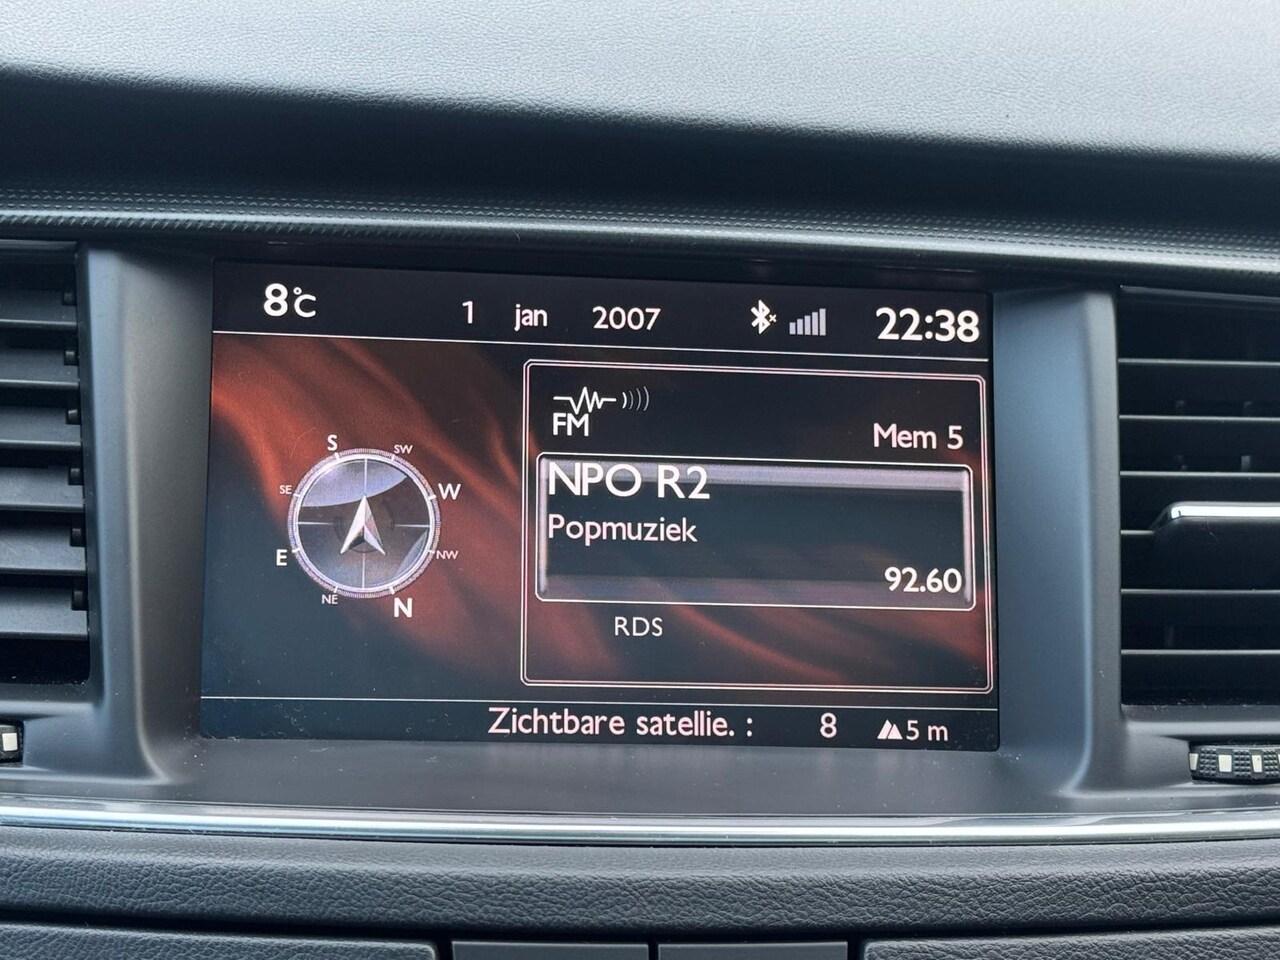 8°C 1 jan 2007 22:38
FM
Mem 5
NPO R2
Popmuziek
92.60
RDS
S
SW
SE
W
E
NW
NE
N
Zichtbare satellie. : 8 5 m